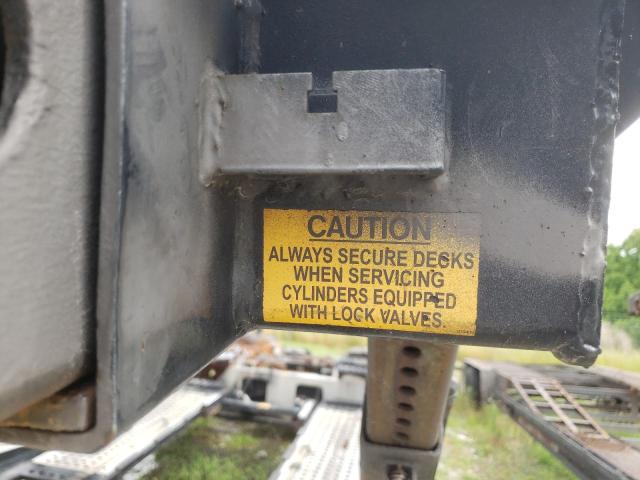 CAUTION
ALWAYS SECURE DECKS
WHEN SERVICING
CYLINDERS EQUIPPED
WITH LOCK VALVES.